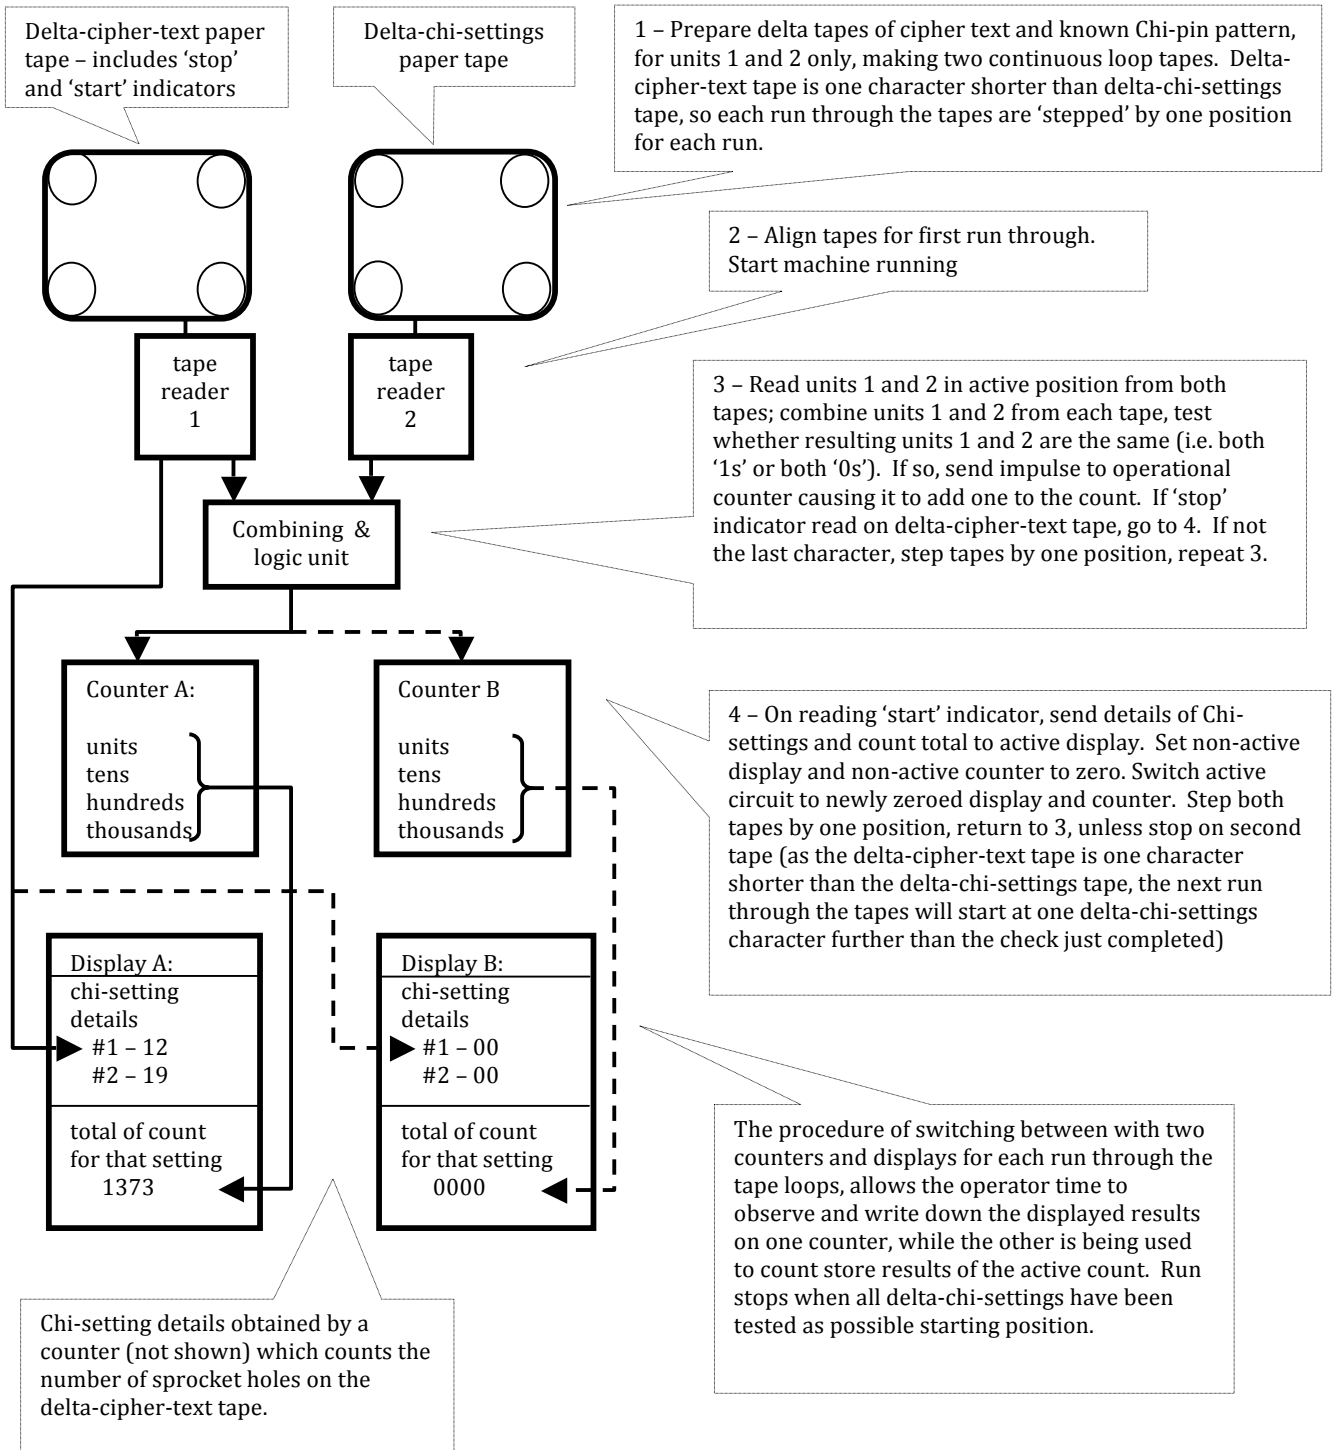 Delta-cipher-text paper
tape – includes ‘stop’
and ‘start’ indicators
Delta-chi-settings
paper tape
1 – Prepare delta tapes of cipher text and known Chi-pin pattern,
for units 1 and 2 only, making two continuous loop tapes.  Delta-
cipher-text tape is one character shorter than delta-chi-settings
tape, so each run through the tapes are ‘stepped’ by one position
for each run.
2 – Align tapes for first run through.
Start machine running
tape
reader
1
tape
reader
2
3 – Read units 1 and 2 in active position from both
tapes; combine units 1 and 2 from each tape, test
whether resulting units 1 and 2 are the same (i.e. both
‘1s’ or both ‘0s’).  If so, send impulse to operational
counter causing it to add one to the count.  If ‘stop’
indicator read on delta-cipher-text tape, go to 4.  If not
the last character, step tapes by one position, repeat 3.
Combining  &
logic unit
Counter A:
units
tens
hundreds
thousands
Counter B
units
tens
hundreds
thousands
4 – On reading ‘start’ indicator, send details of Chi-
settings and count total to active display.  Set non-active
display and non-active counter to zero. Switch active
circuit to newly zeroed display and counter.  Step both
tapes by one position, return to 3, unless stop on second
tape (as the delta-cipher-text tape is one character
shorter than the delta-chi-settings tape, the next run
through the tapes will start at one delta-chi-settings
character further than the check just completed)
Display A:
chi-setting
details
#1 – 12
#2 – 19
total of count
for that setting
1373
Display B:
chi-setting
details
#1 – 00
#2 – 00
total of count
for that setting
0000
The procedure of switching between with two
counters and displays for each run through the
tape loops, allows the operator time to
observe and write down the displayed results
on one counter, while the other is being used
to count store results of the active count.  Run
stops when all delta-chi-settings have been
tested as possible starting position.
Chi-setting details obtained by a
counter (not shown) which counts the
number of sprocket holes on the
delta-cipher-text tape.